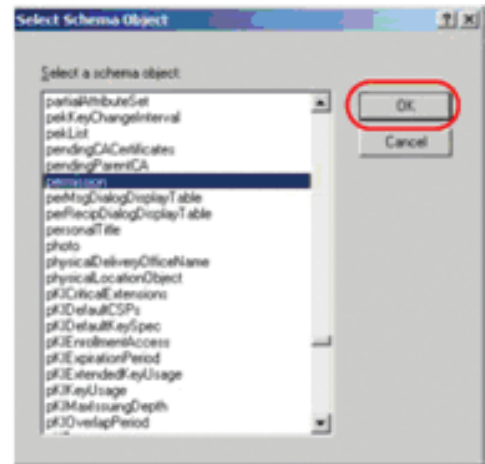 Select Schema Object
Select a schema object:
partialAttributeSet
pekKeyChangeInterval
pekList
pendingCACertificates
pendingParentCA
permission
perMsgDialogDisplayTable
perRecipDialogDisplayTable
personalTitle
photo
physicalDeliveryOfficeName
physicalLocationObject
pKICriticalExtensions
pKIDefaultCSPs
pKIDefaultKeySpec
pKIEnrollmentAccess
pKIExpirationPeriod
pKIExtendedKeyUsage
pKIKeyUsage
pKIMaxIssuingDepth
pKIOverlapPeriod
OK
Cancel